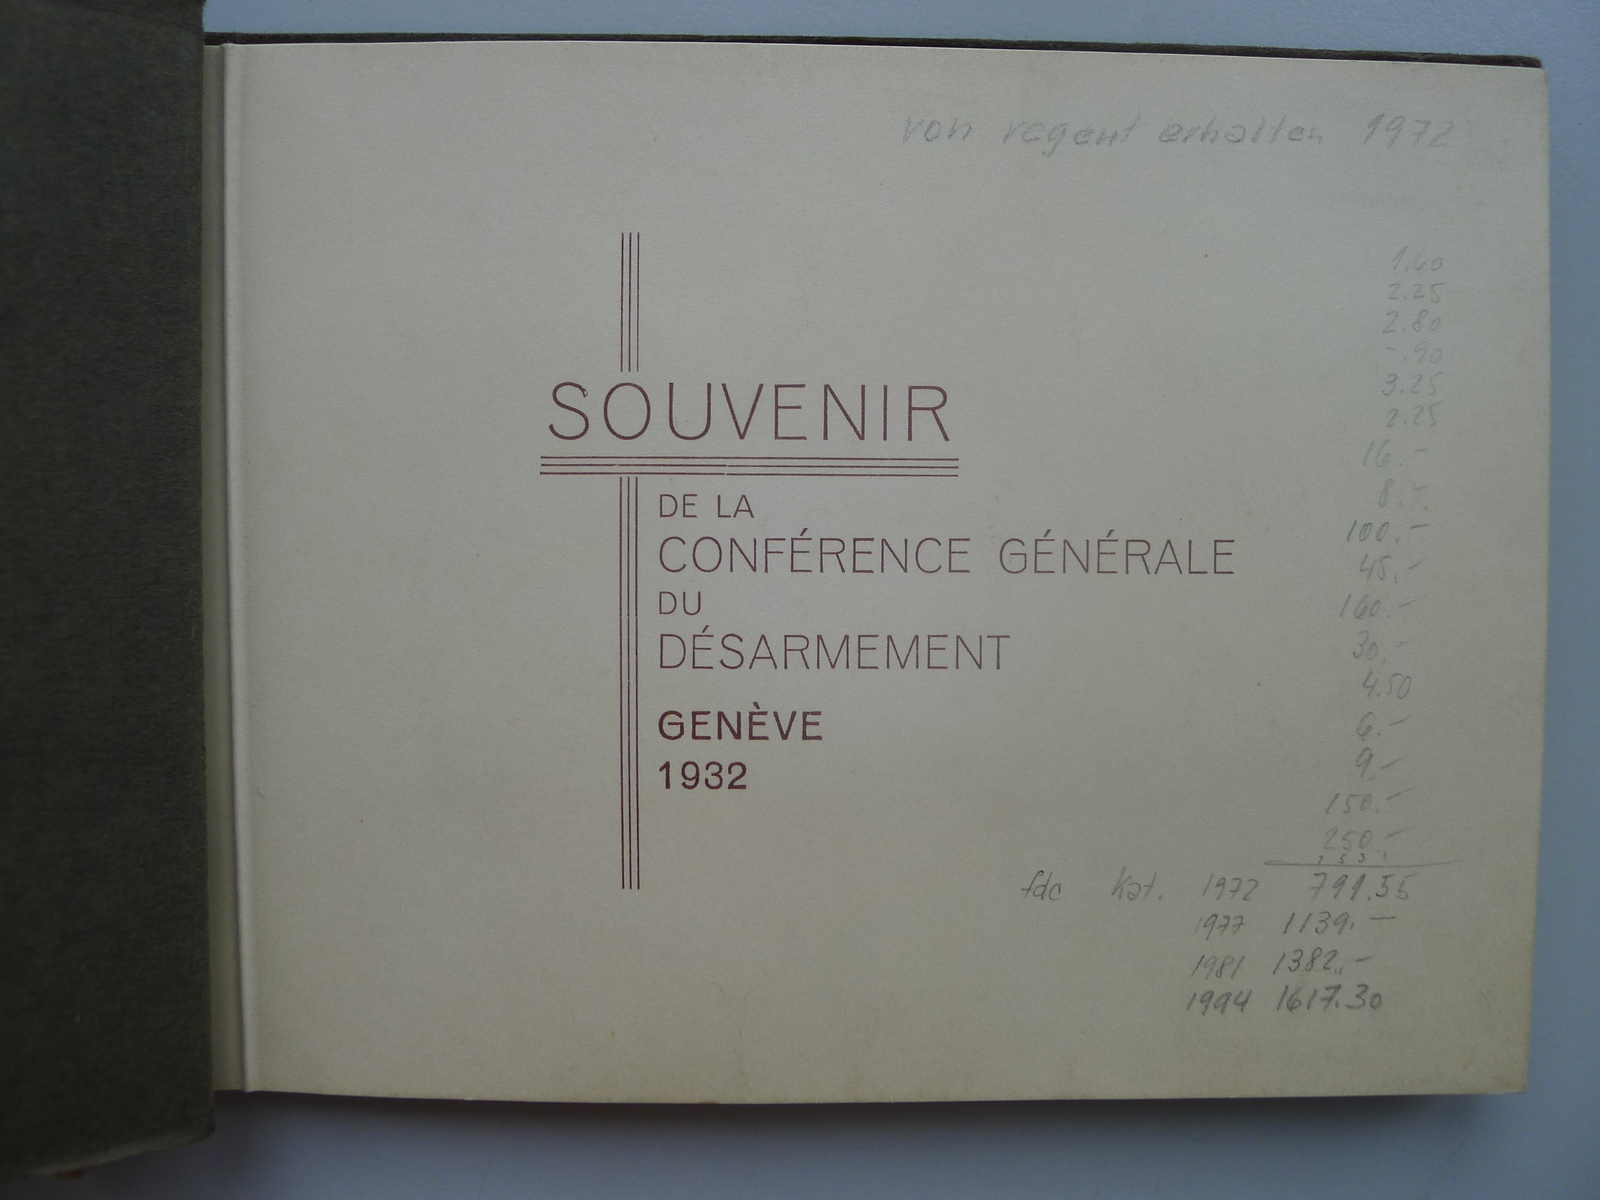 von regent erhalten 1972
SOUVENIR
DE LA
CONFÉRENCE GÉNÉRALE
DU
DÉSARMEMENT
GENÈVE
1932
1.60
2.25
2.80
-.90
3.25
2.25
16.-
8.-
100.-
45.-
160.-
30.-
4.50
6.-
9.-
150.-
250.-
fdc Kat. 1972 791.55
1977 1139.-
1981 1382.-
1994 1617.30